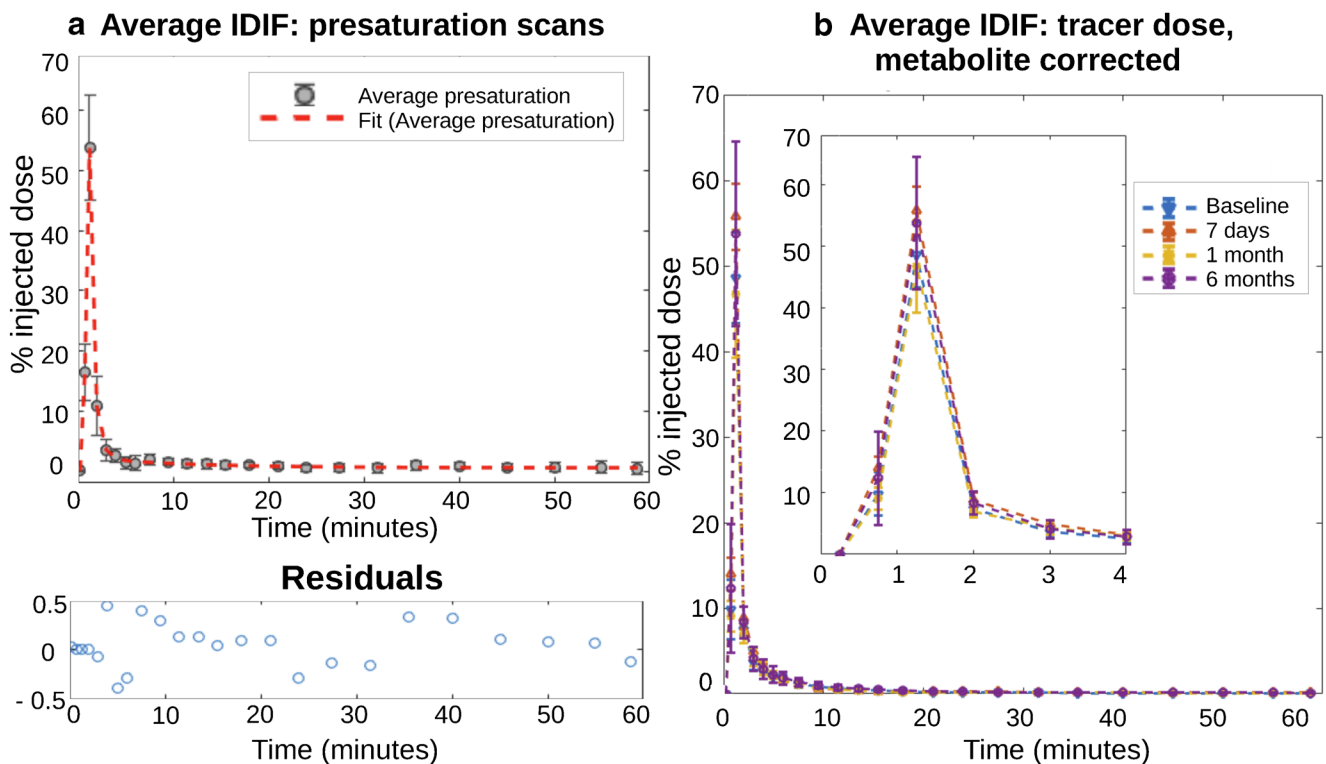 a Average IDIF: presaturation scans
70
60
50
40
30
20
10
0
% injected dose
Average presaturation
Fit (Average presaturation)
0 10 20 30 40 50 60
Time (minutes)
Residuals
0.5
0
- 0.5
0 10 20 30 40 50 60
Time (minutes)
b Average IDIF: tracer dose,
metabolite corrected
70
60
50
40
30
20
10
0
% injected dose
70
60
50
40
30
20
10
0 1 2 3 4
Baseline
7 days
1 month
6 months
0 10 20 30 40 50 60
Time (minutes)